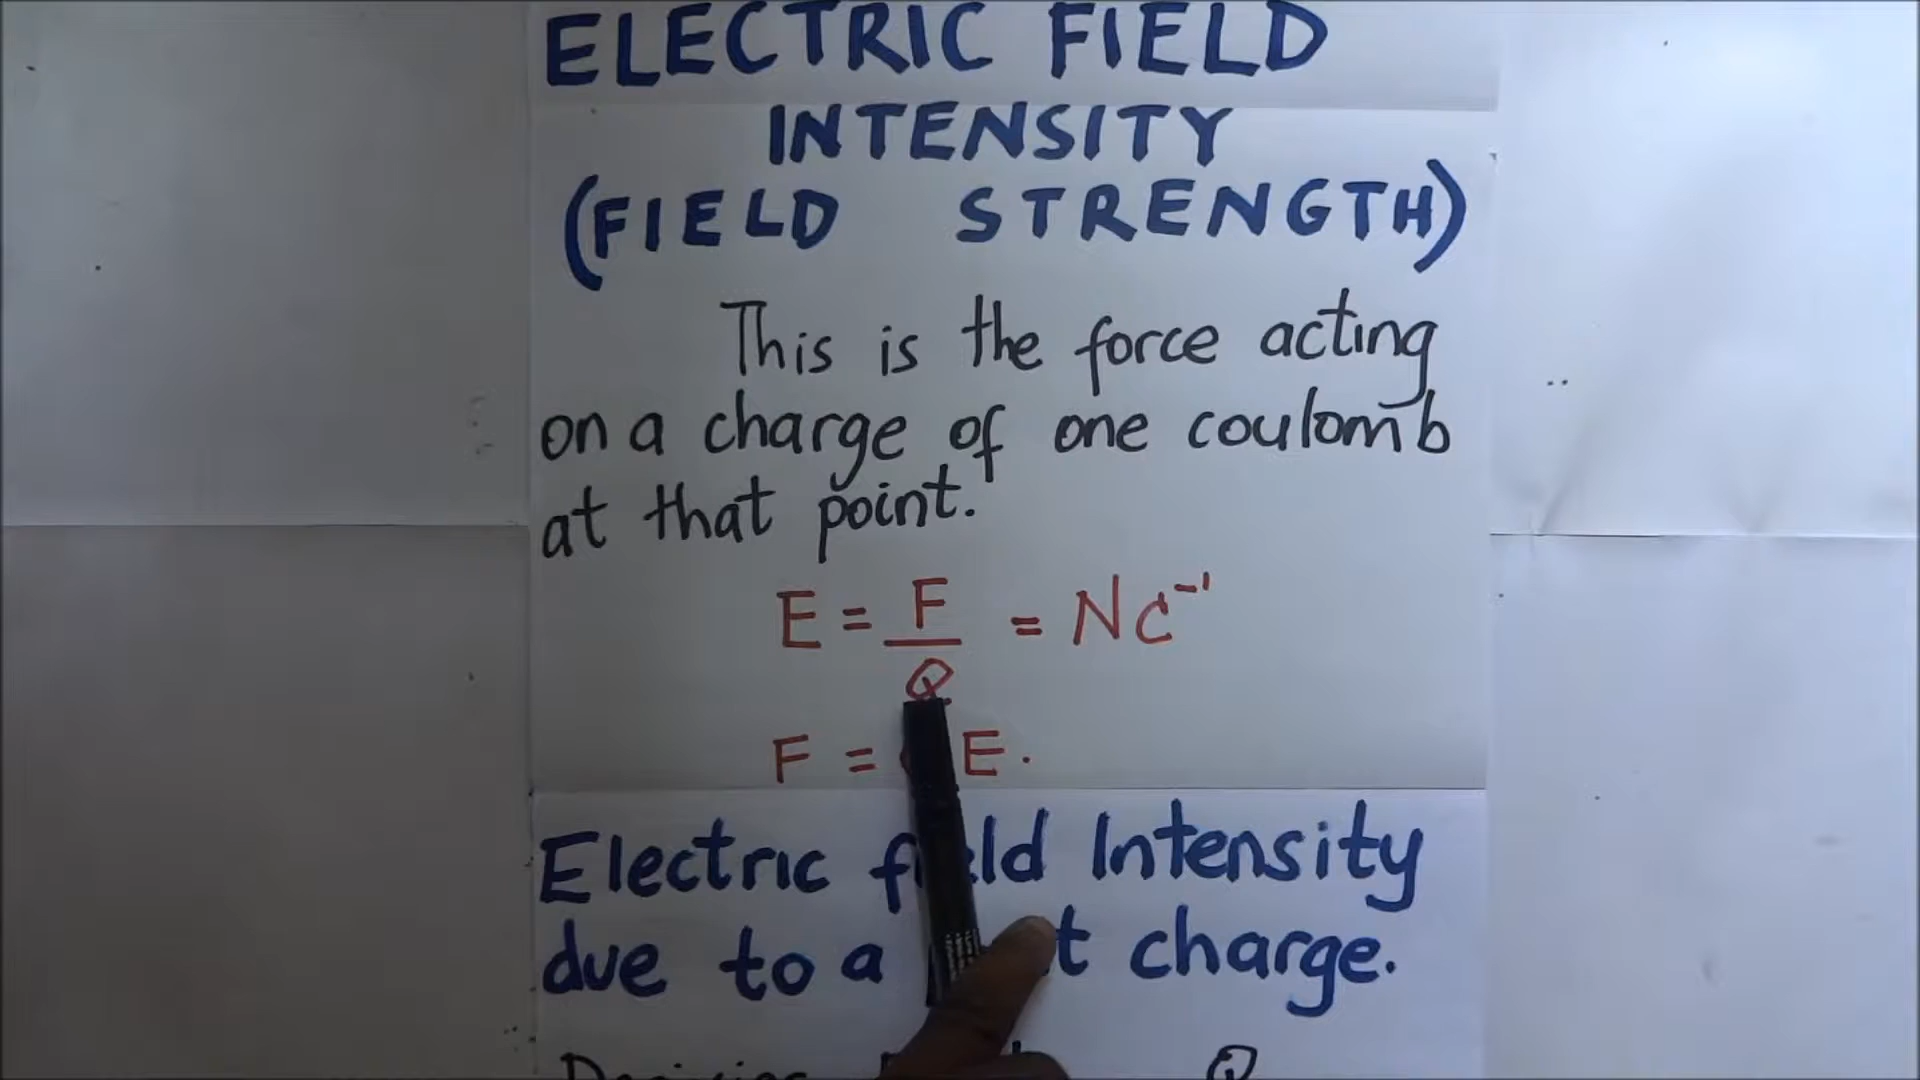 ELECTRIC FIELD
INTENSITY
(FIELD STRENGTH)
This is the force acting
on a charge of one coulomb
at that point.
E = F/Q = NC⁻¹
F = E.
Electric Intensity
due to a charge.